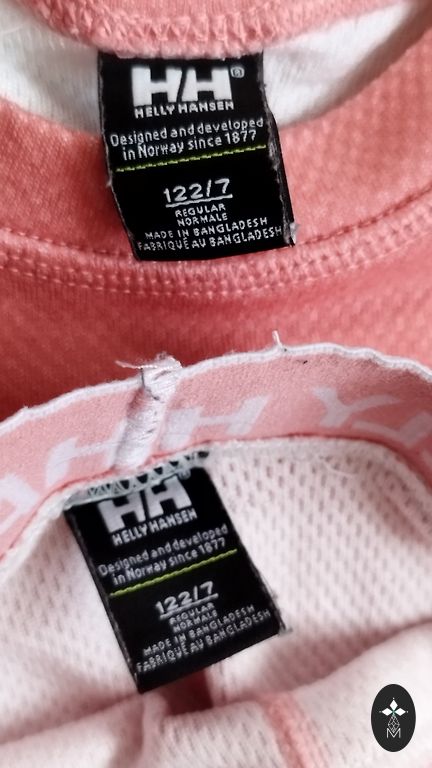 H/H®
HELLY HANSEN
Designed and developed
in Norway since 1877
122/7
REGULAR
NORMALE
MADE IN BANGLADESH
FABRIQUÉ AU BANGLADESH
H/H®
HELLY HANSEN
Designed and developed
in Norway since 1877
122/7
REGULAR
NORMALE
MADE IN BANGLADESH
FABRIQUÉ AU BANGLADESH